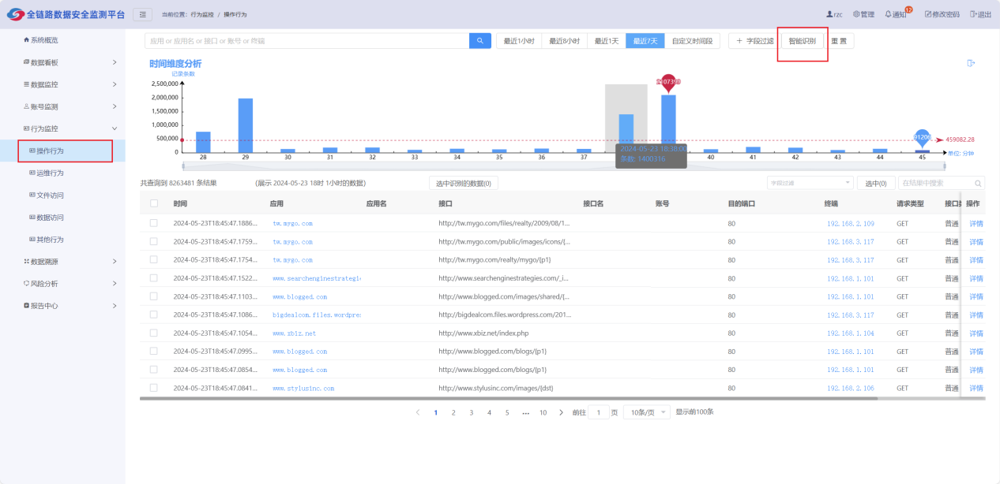 全链路数据安全监测平台
当前位置: 行为监控 / 操作行为
rzc 管理 通知 12 修改密码 退出
系统概览
数据看板
数据监控
账号监测
行为监控
操作行为
运维行为
文件访问
数据访问
其他行为
数据溯源
风险分析
报告中心
应用 or 应用名 or 接口 or 账号 or 终端
最近1小时 最近8小时 最近1天 最近7天 自定义时间段 + 字段过滤 智能识别 重 置
时间维度分析
记录条数
2,500,000
2,000,000
1,500,000
1,000,000
500,000
0
2107399
91206
459082.28
2024-05-23 18:38:00
条数: 1400316
28 29 30 31 32 33 34 35 36 37 40 41 42 43 44 45
单位: 分钟
共查询到 8263481 条结果 (展示 2024-05-23 18时 1小时的数据) 选中识别的数据(0) 字段过滤 选中(0) 在结果中搜索
时间 应用 应用名 接口 接口名 账号 目的端口 终端 请求类型 操作
2024-05-23T18:45:47.1886... tw.mygo.com http://tw.mygo.com/files/realty/2009/08/1... 80 192.168.2.109 GET 普通 详情
2024-05-23T18:45:47.1759... tw.mygo.com http://tw.mygo.com/public/images/icons/{... 80 192.168.3.117 GET 普通 详情
2024-05-23T18:45:47.1754... tw.mygo.com http://tw.mygo.com/realty/mygo/{p1} 80 192.168.3.117 GET 普通 详情
2024-05-23T18:45:47.1522... www.searchenginestrategi http://www.searchenginestrategies.com/_i... 80 192.168.1.101 GET 普通 详情
2024-05-23T18:45:47.1103... www.blogged.com http://www.blogged.com/images/shared/{... 80 192.168.1.101 GET 普通 详情
2024-05-23T18:45:47.1086... bigdealcom.files.wordpre http://bigdealcom.files.wordpress.com/201... 80 192.168.3.117 GET 普通 详情
2024-05-23T18:45:47.1054... www.xbiz.net http://www.xbiz.net/index.php 80 192.168.1.104 GET 普通 详情
2024-05-23T18:45:47.0995... www.blogged.com http://www.blogged.com/blogs/{p1} 80 192.168.1.101 GET 普通 详情
2024-05-23T18:45:47.0854... www.blogged.com http://www.blogged.com/blogs/{p1} 80 192.168.1.101 GET 普通 详情
2024-05-23T18:45:47.0841... www.stylusinc.com http://www.stylusinc.com/images/{dst} 80 192.168.2.106 GET 普通 详情
1 2 3 4 5 ••• 10 前往 1 页 10条/页 显示前100条